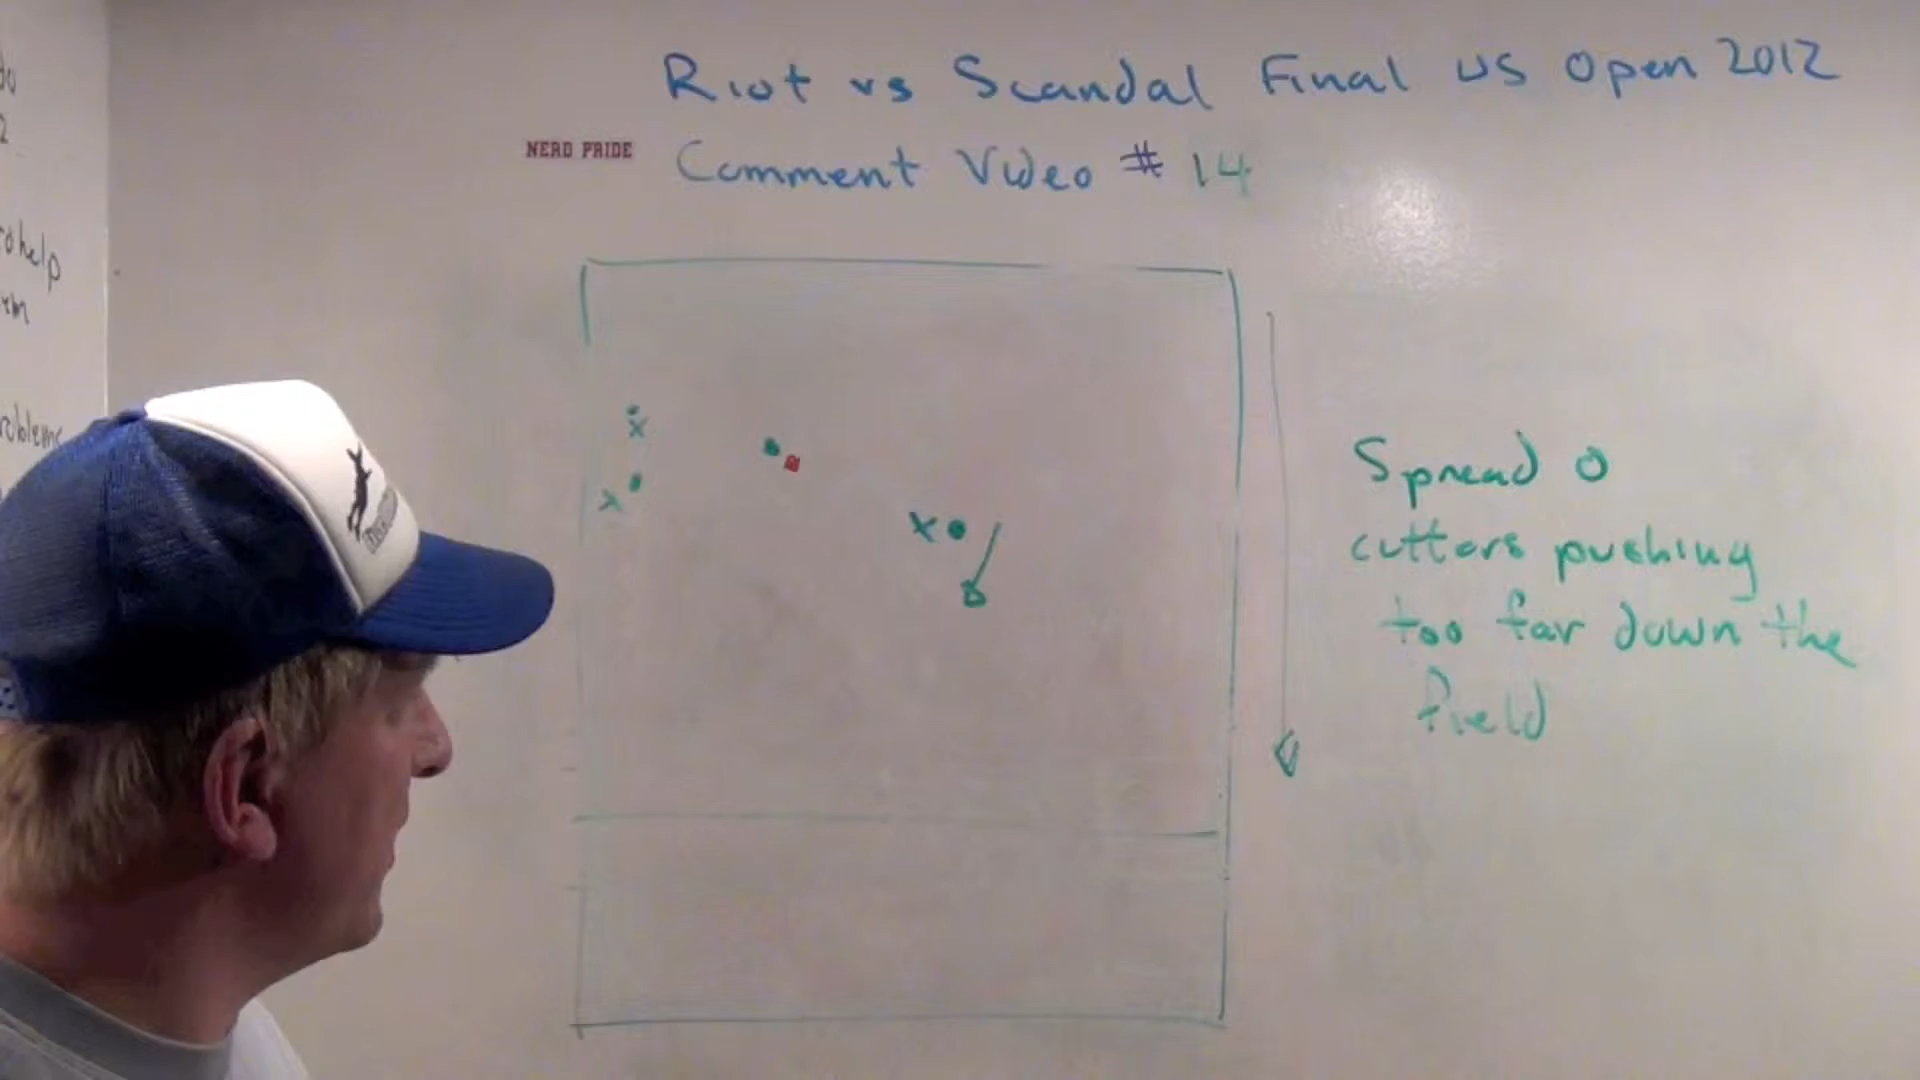 Riot vs Scandal Final US Open 2012
NERD PRIDE
Comment Video # 14
Spread O
cutters pushing
too far down the
field
help